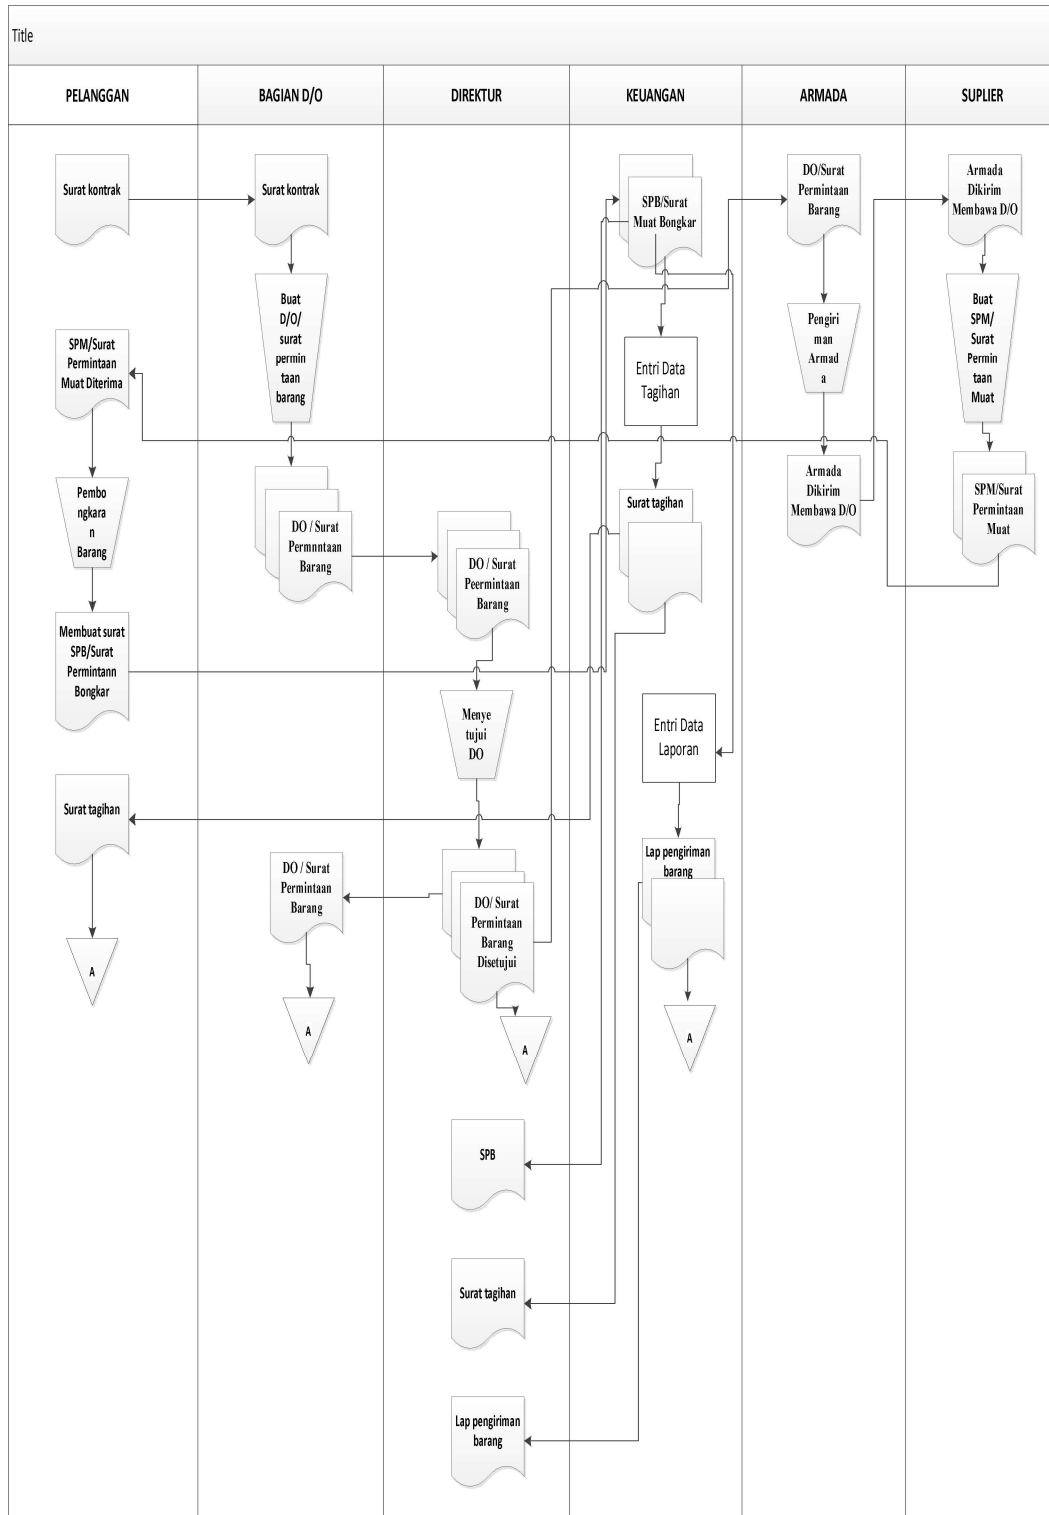 Title
PELANGGAN
BAGIAN D/O
DIREKTUR
KEUANGAN
ARMADA
SUPLIER
Surat kontrak
SPM/Surat
Permintaan
Muat Diterima
Pembo
ngkara
n
Barang
Membuat surat
SPB/Surat
Permintann
Bongkar
Surat tagihan
A
Surat kontrak
Buat
D/O/
surat
permin
taan
barang
DO / Surat
Permnntaan
Barang
DO / Surat
Permintaan
Barang
A
DO / Surat
Peermintaan
Barang
Menye
tujui
DO
DO/ Surat
Permintaan
Barang
Disetujui
A
SPB
Surat tagihan
Lap pengiriman
barang
SPB/Surat
Muat Bongkar
Entri Data
Tagihan
Surat tagihan
Entri Data
Laporan
Lap pengiriman
barang
A
DO/Surat
Permintaan
Barang
Pengiri
man
Armad
a
Armada
Dikirim
Membawa D/O
Armada
Dikirim
Membawa D/O
Buat
SPM/
Surat
Permin
taan
Muat
SPM/Surat
Permintaan
Muat